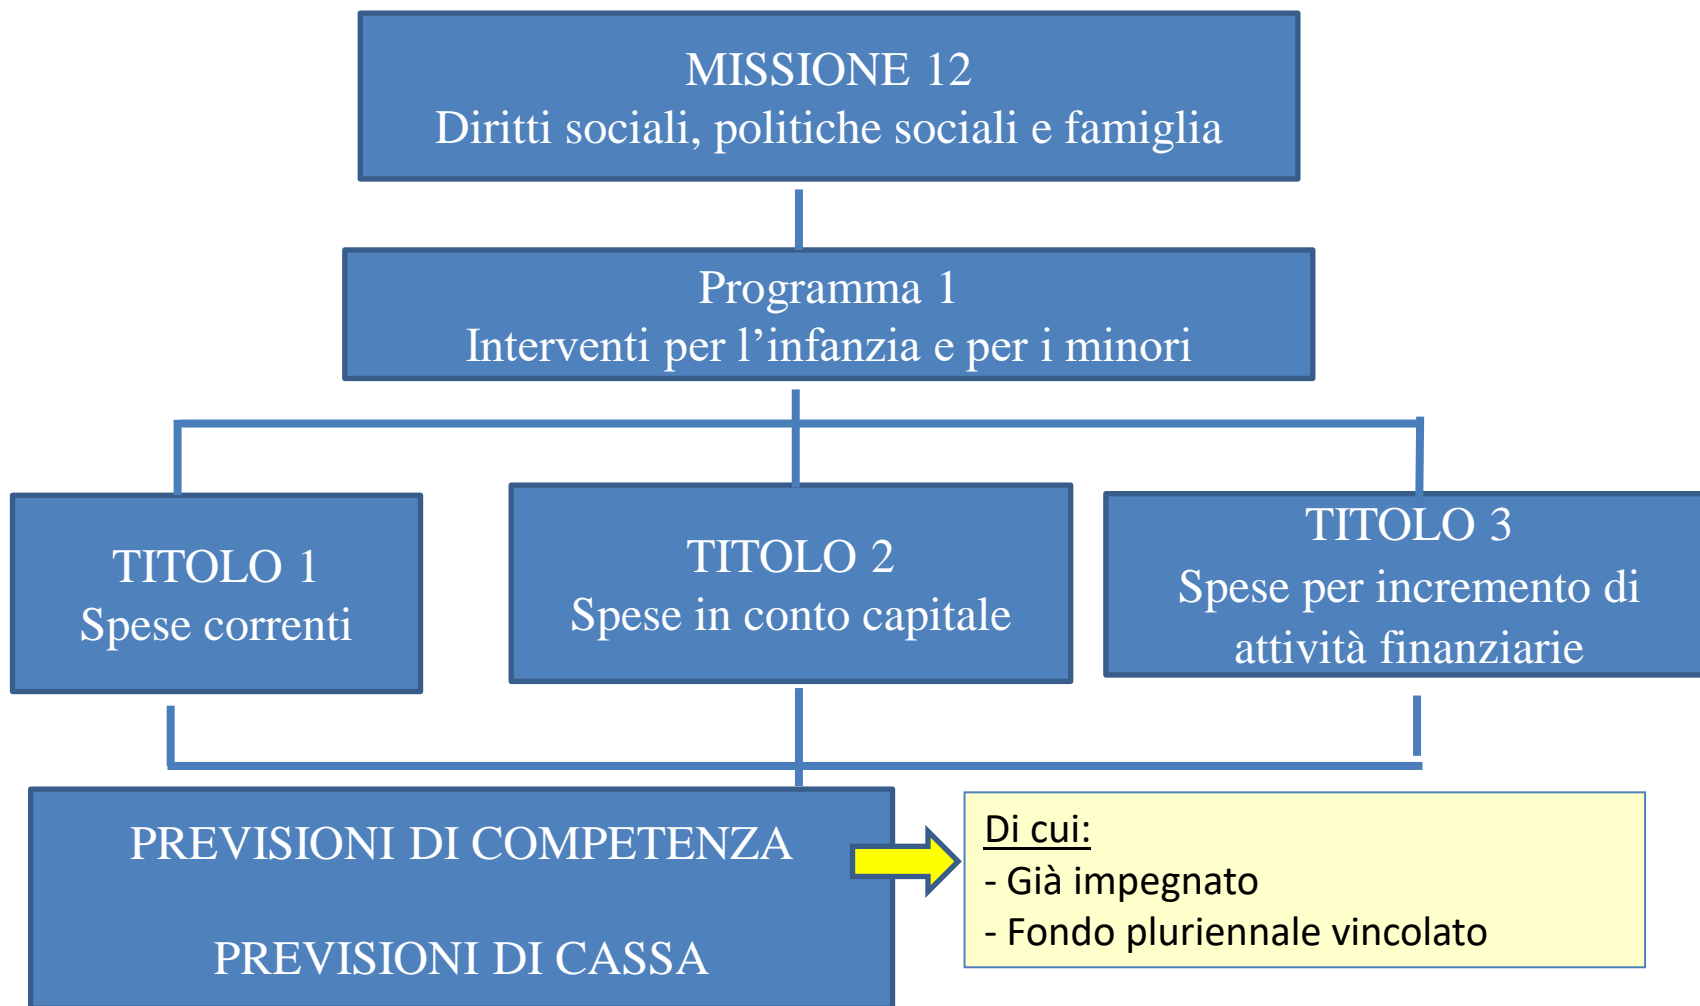 MISSIONE 12
Diritti sociali, politiche sociali e famiglia
Programma 1
Interventi per l’infanzia e per i minori
TITOLO 1
Spese correnti
TITOLO 2
Spese in conto capitale
TITOLO 3
Spese per incremento di
attività finanziarie
PREVISIONI DI COMPETENZA
PREVISIONI DI CASSA
Di cui:
- Già impegnato
- Fondo pluriennale vincolato